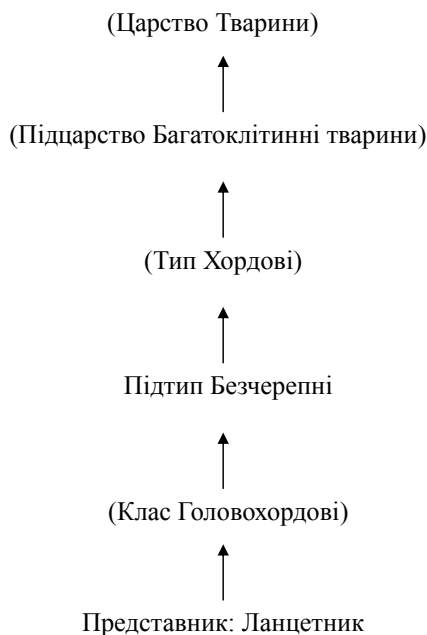 (Царство Тварини)
(Підцарство Багатоклітинні тварини)
(Тип Хордові)
Підтип Безчерепні
(Клас Головохордові)
Представник: Ланцетник